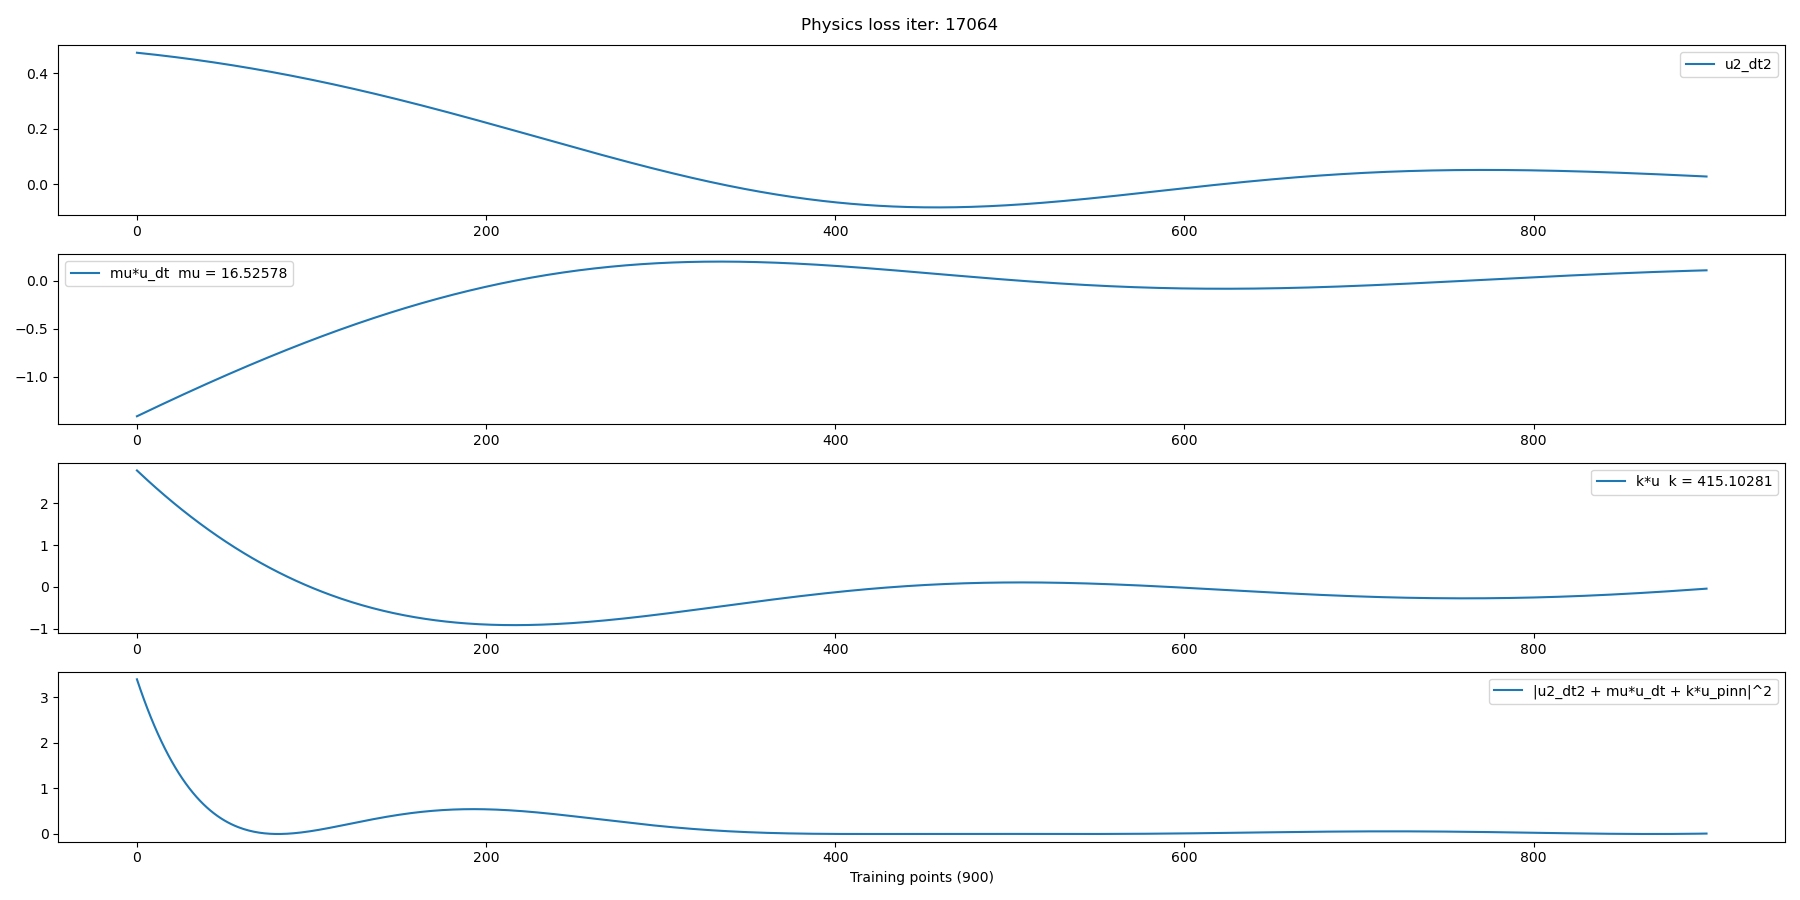 Physics loss iter: 17064
0.4
0.2
0.0
u2_dt2
0 200 400 600 800
0.0
−0.5
−1.0
mu*u_dt  mu = 16.52578
0 200 400 600 800
2
1
0
−1
k*u  k = 415.10281
0 200 400 600 800
3
2
1
0
|u2_dt2 + mu*u_dt + k*u_pinn|^2
0 200 400 600 800
Training points (900)